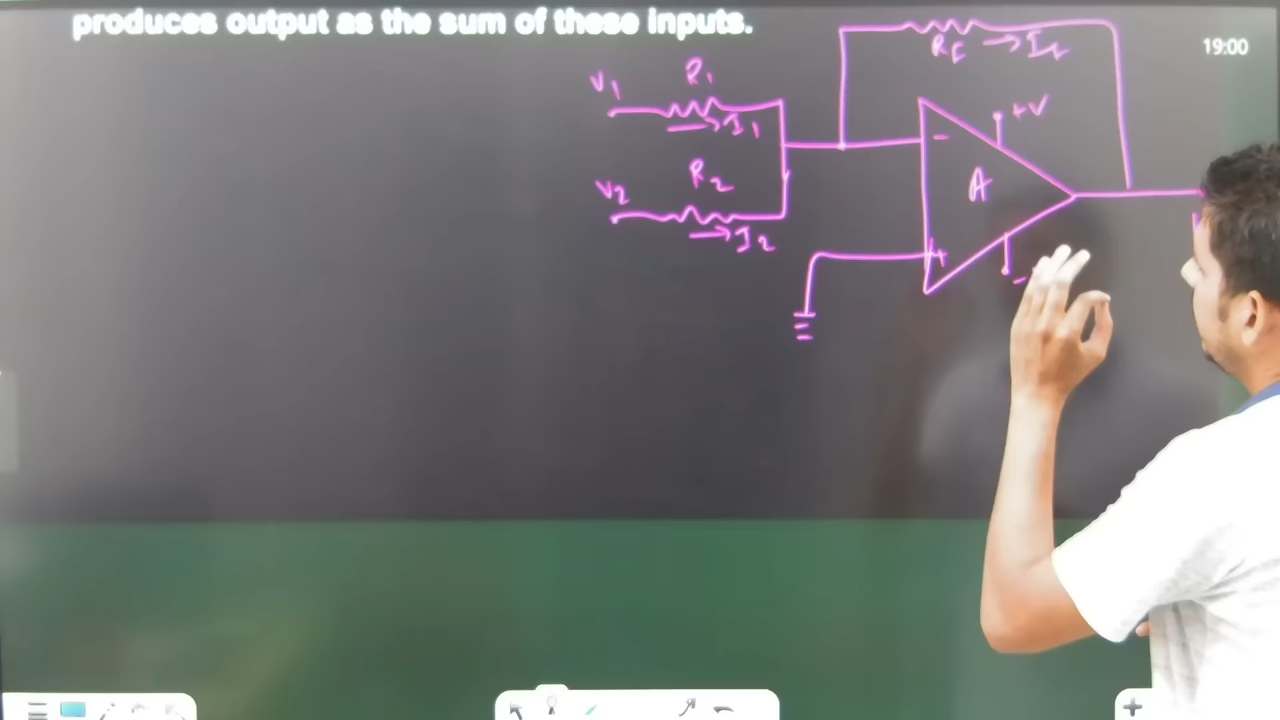 produces output as the sum of these inputs.
19:00
Rf → If
V1 R1
→ I1
+V
-
A
V2 R2
→ I2
+
-